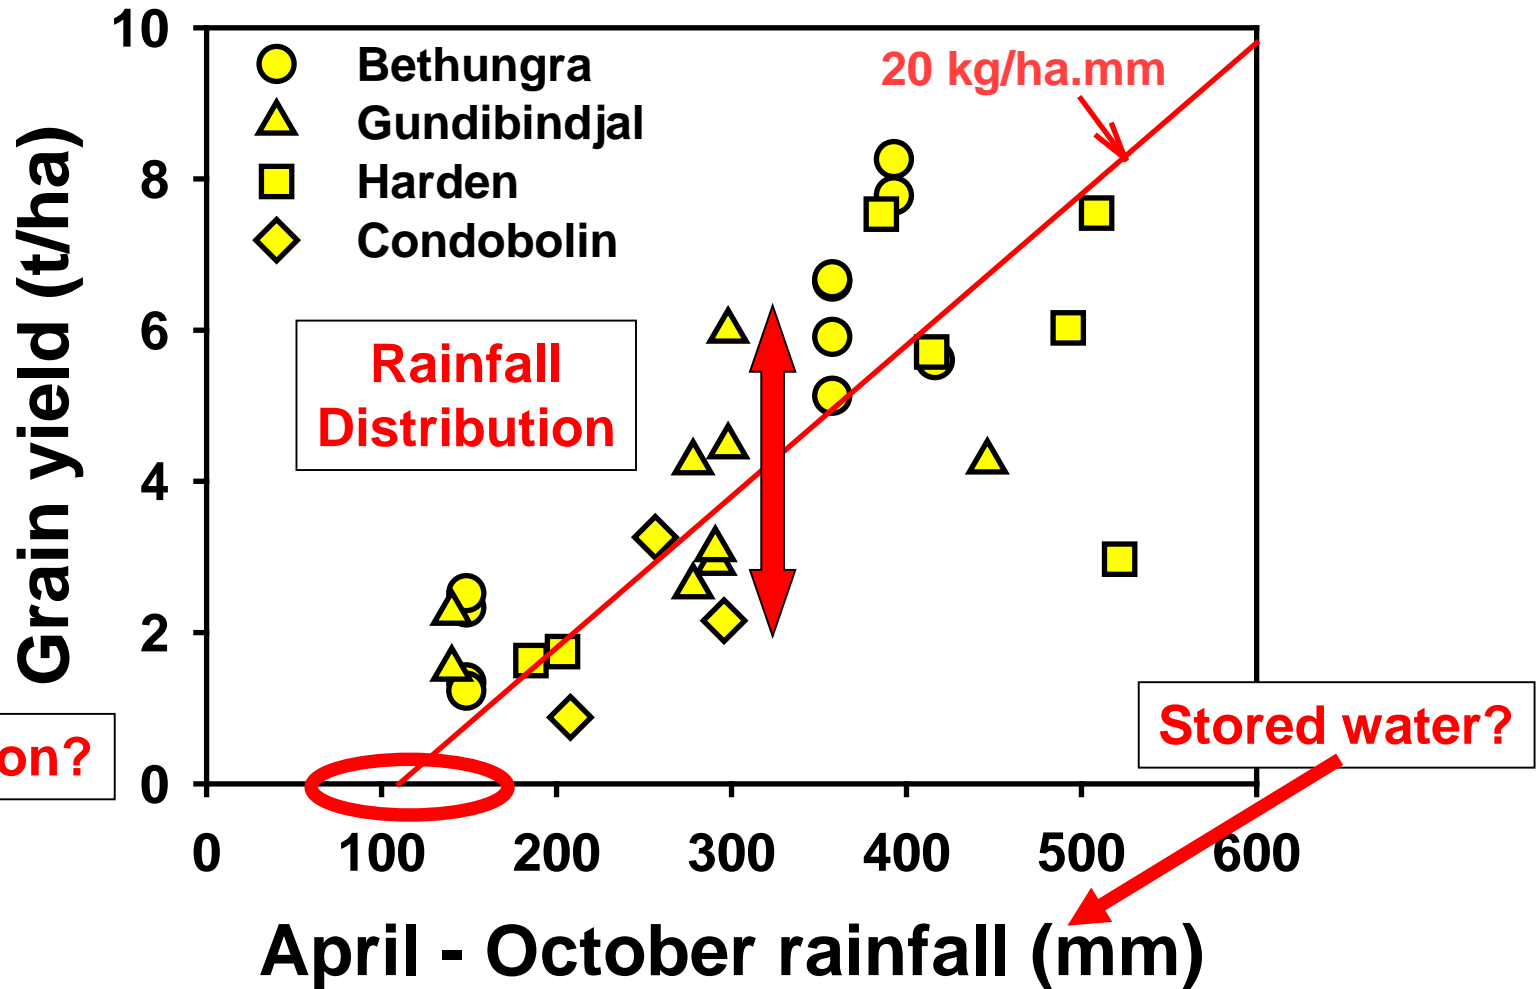 10
8
6
4
2
0
Grain yield (t/ha)
Bethungra
Gundibindjal
Harden
Condobolin
20 kg/ha.mm
Rainfall
Distribution
on?
Stored water?
0 100 200 300 400 500 600
April - October rainfall (mm)